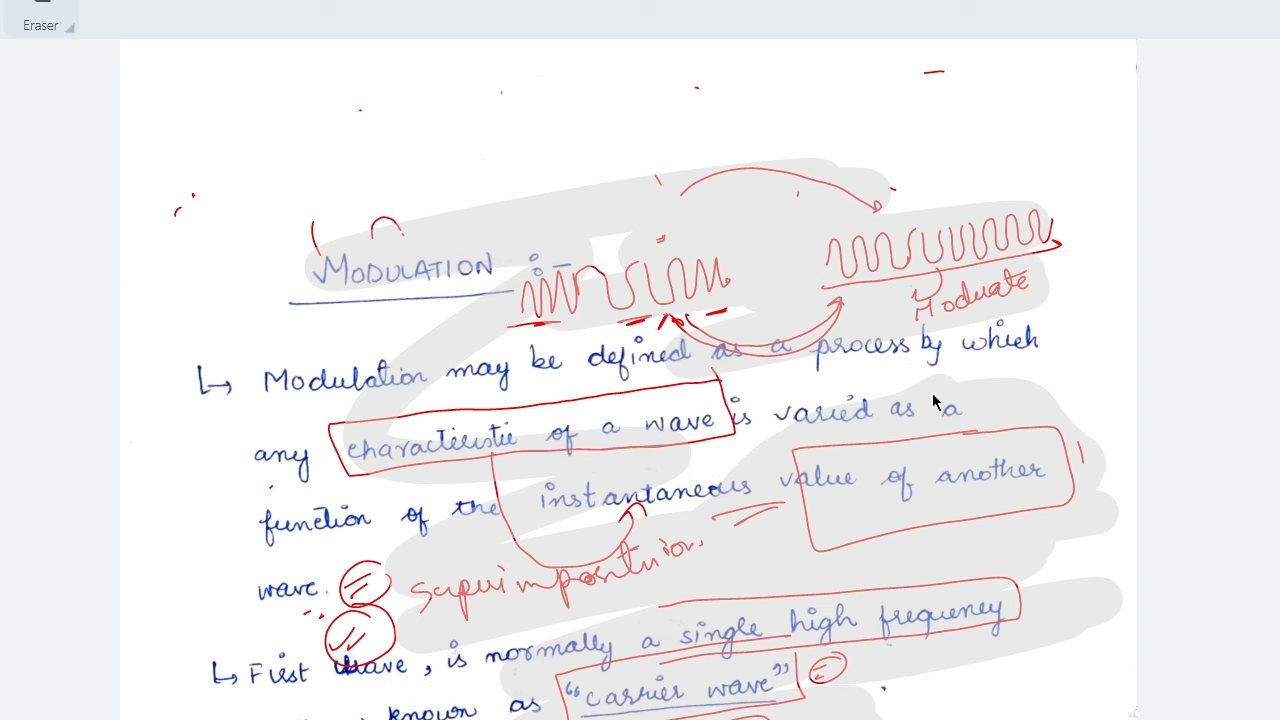 Eraser
MODULATION :-
Moduate
↳ Modulation may be defined as a process by which
any characteristic of a wave is varied as a
function of the instantaneous value of another
wave.
↳ First wave, is normally a single high frequency
known as "carrier wave"